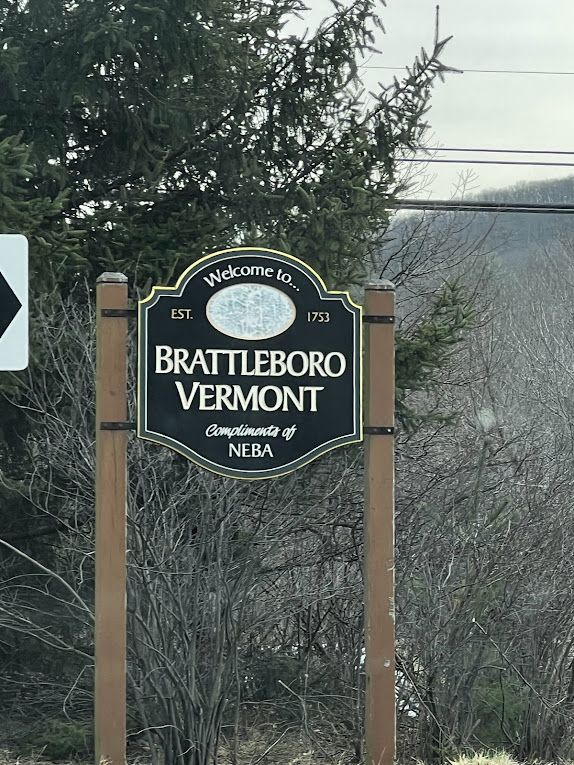 Welcome to...
EST. 1753
BRATTLEBORO
VERMONT
Compliments of
NEBA